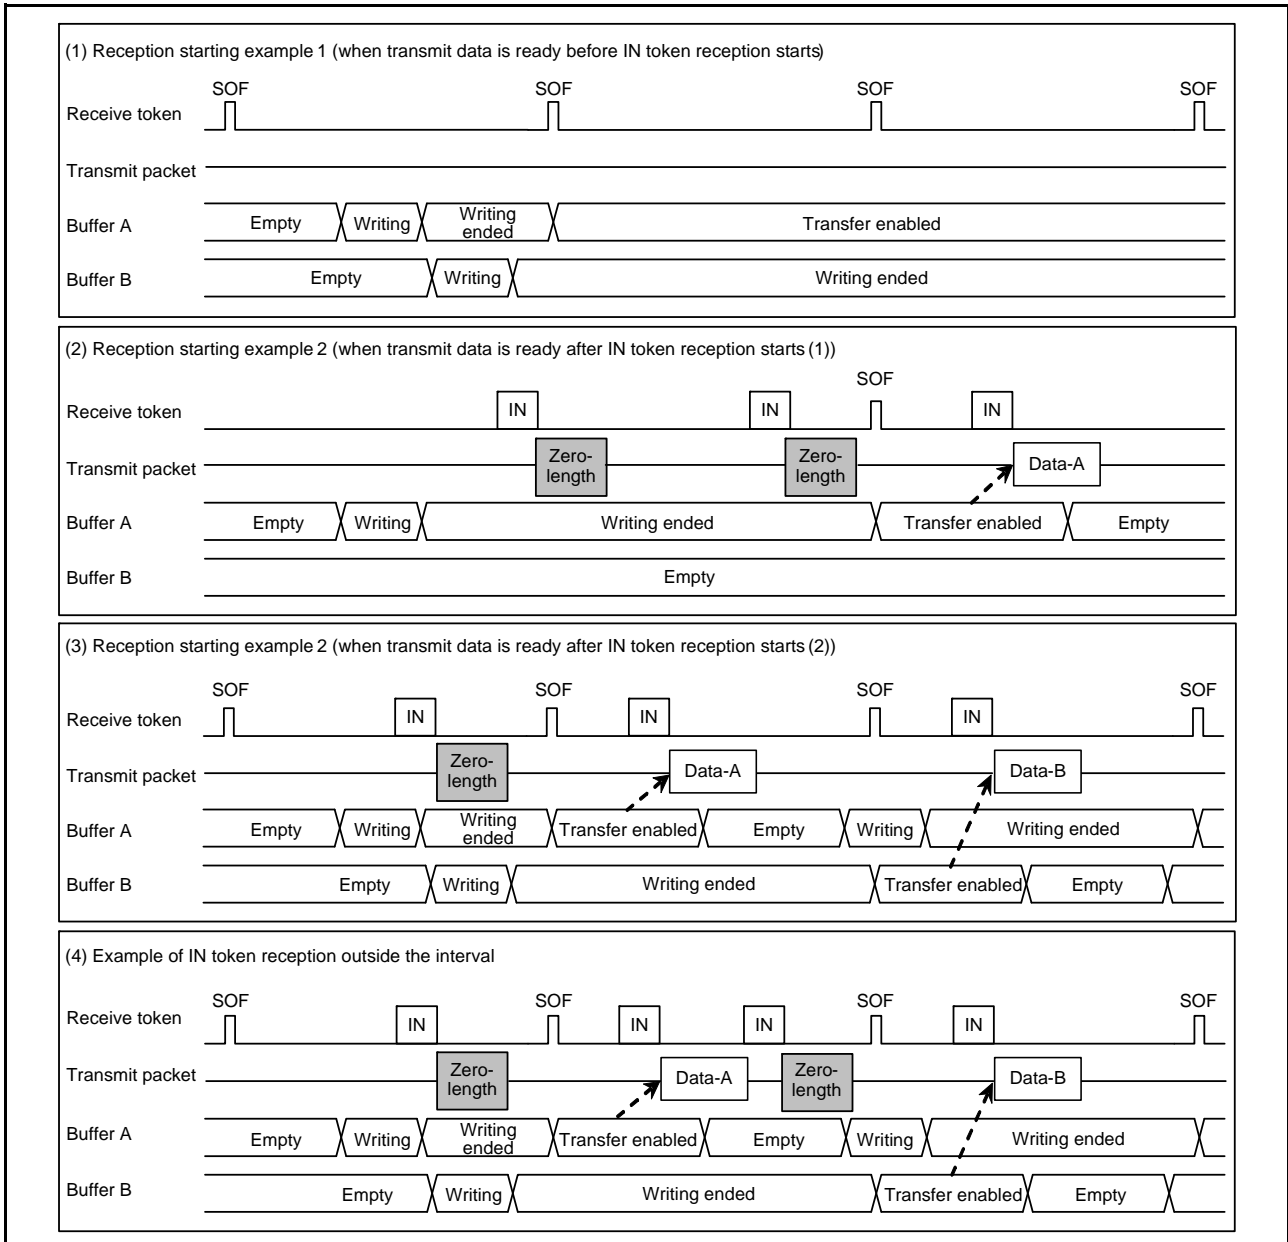 (1) Reception starting example 1 (when transmit data is ready before IN token reception starts)
SOF SOF SOF SOF
Receive token
Transmit packet
Buffer A Empty Writing Writing ended Transfer enabled
Buffer B Empty Writing Writing ended
(2) Reception starting example 2 (when transmit data is ready after IN token reception starts (1))
SOF
Receive token IN IN IN
Transmit packet Zero-length Zero-length Data-A
Buffer A Empty Writing Writing ended Transfer enabled Empty
Buffer B Empty
(3) Reception starting example 2 (when transmit data is ready after IN token reception starts (2))
SOF SOF SOF SOF
Receive token IN IN IN
Transmit packet Zero-length Data-A Data-B
Buffer A Empty Writing Writing ended Transfer enabled Empty Writing Writing ended
Buffer B Empty Writing Writing ended Transfer enabled Empty
(4) Example of IN token reception outside the interval
SOF SOF SOF SOF
Receive token IN IN IN IN
Transmit packet Zero-length Data-A Zero-length Data-B
Buffer A Empty Writing Writing ended Transfer enabled Empty Writing Writing ended
Buffer B Empty Writing Writing ended Transfer enabled Empty